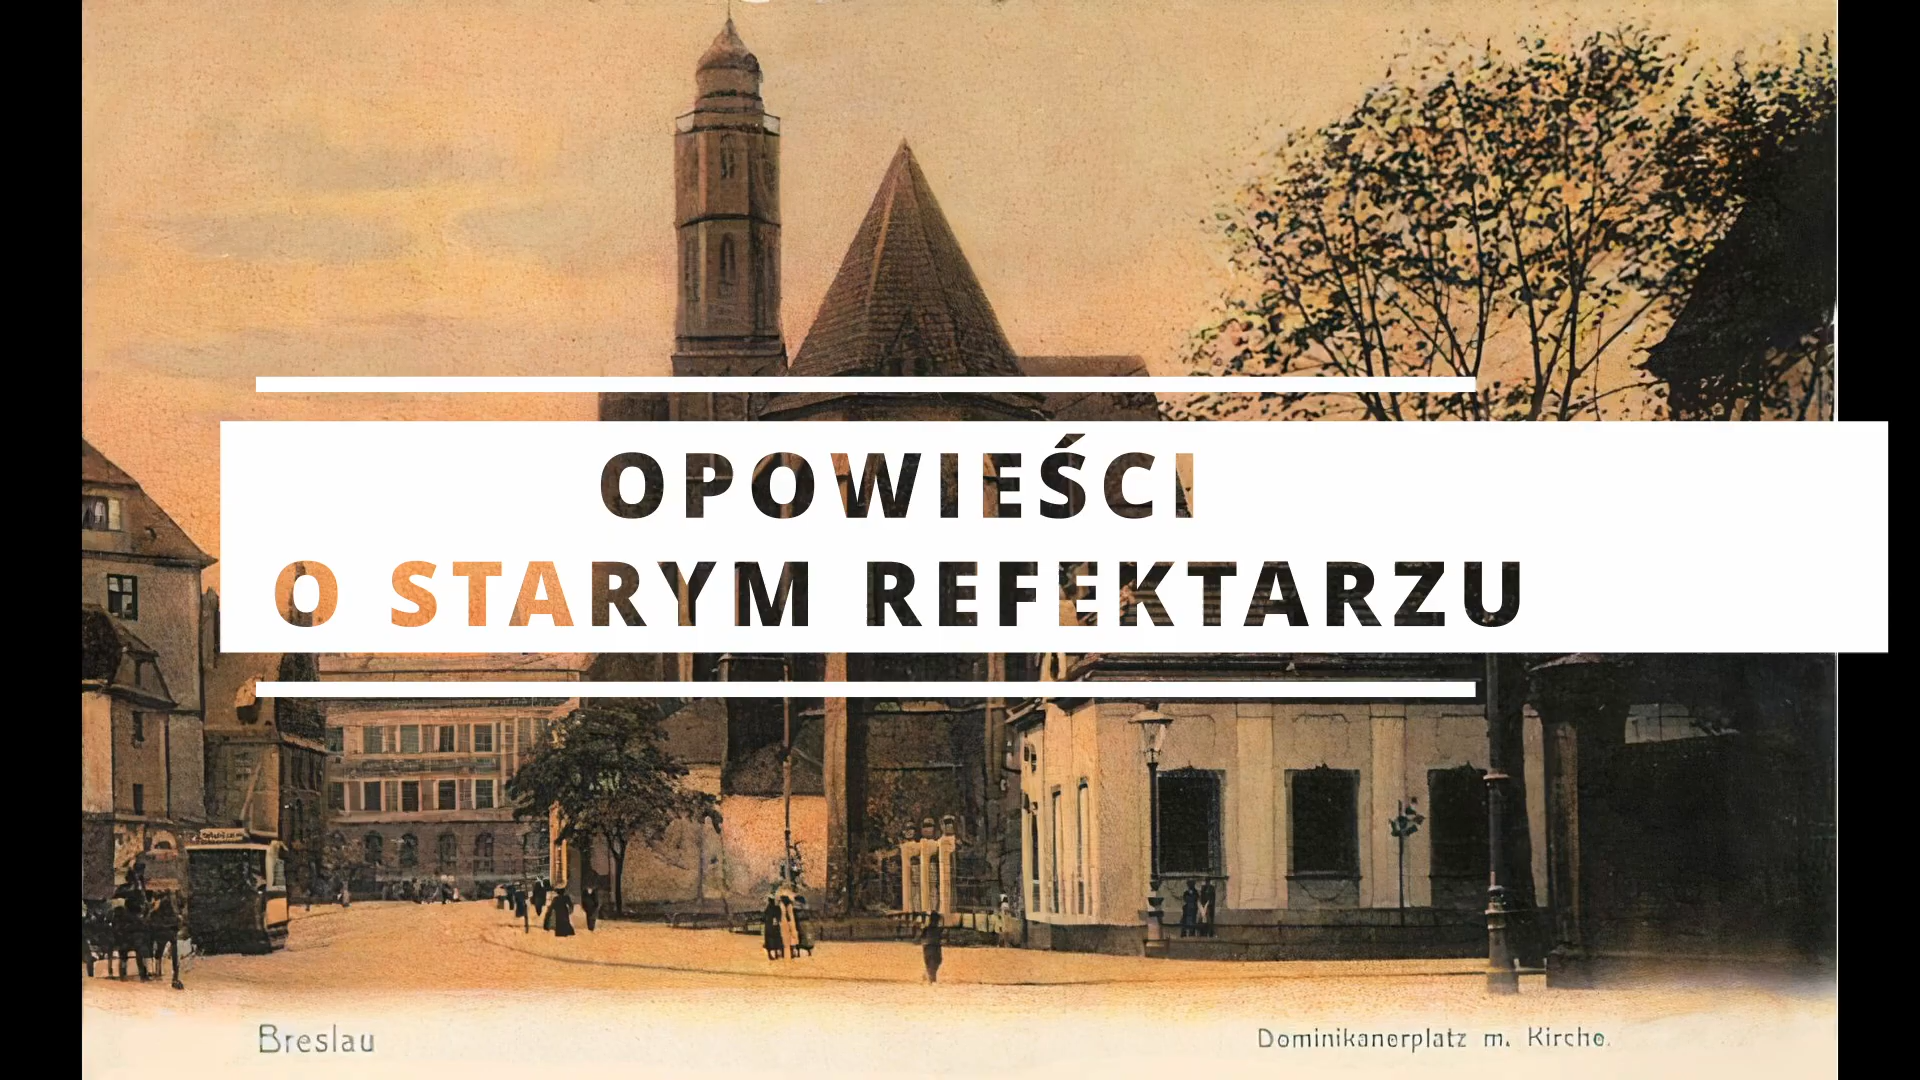 OPOWIEŚCI
O STARYM REFEKTARZU
Breslau
Dominikanerplatz m. Kirche.